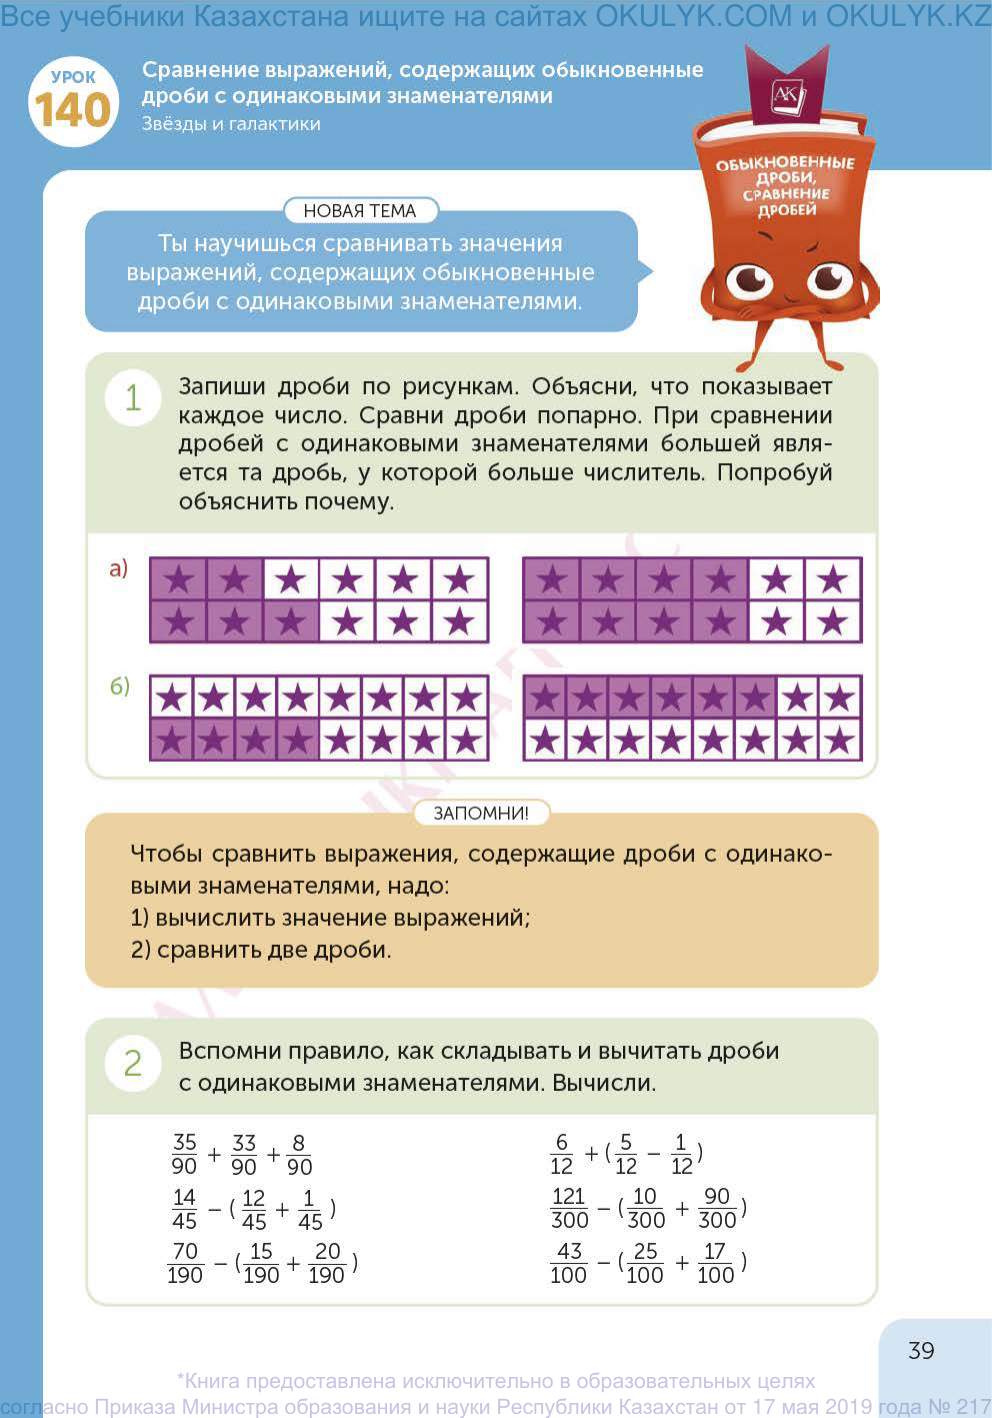 Все учебники Казахстана ищите на сайтах OKULYK.COM и OKULYK.KZ
УРОК
140
Сравнение выражений, содержащих обыкновенные
дроби с одинаковыми знаменателями
Звёзды и галактики
АК
ОБЫКНОВЕННЫЕ
ДРОБИ,
СРАВНЕНИЕ
ДРОБЕЙ
НОВАЯ ТЕМА
Ты научишься сравнивать значения
выражений, содержащих обыкновенные
дроби с одинаковыми знаменателями.
1
Запиши дроби по рисункам. Объясни, что показывает
каждое число. Сравни дроби попарно. При сравнении
дробей с одинаковыми знаменателями большей явля-
ется та дробь, у которой больше числитель. Попробуй
объяснить почему.
а)
б)
ЗАПОМНИ!
Чтобы сравнить выражения, содержащие дроби с одинако-
выми знаменателями, надо:
1) вычислить значение выражений;
2) сравнить две дроби.
2
Вспомни правило, как складывать и вычитать дроби
с одинаковыми знаменателями. Вычисли.
35/90 + 33/90 + 8/90
6/12 + (5/12 − 1/12)
14/45 − (12/45 + 1/45)
121/300 − (10/300 + 90/300)
70/190 − (15/190 + 20/190)
43/100 − (25/100 + 17/100)
39
*Книга предоставлена исключительно в образовательных целях
согласно Приказа Министра образования и науки Республики Казахстан от 17 мая 2019 года № 217